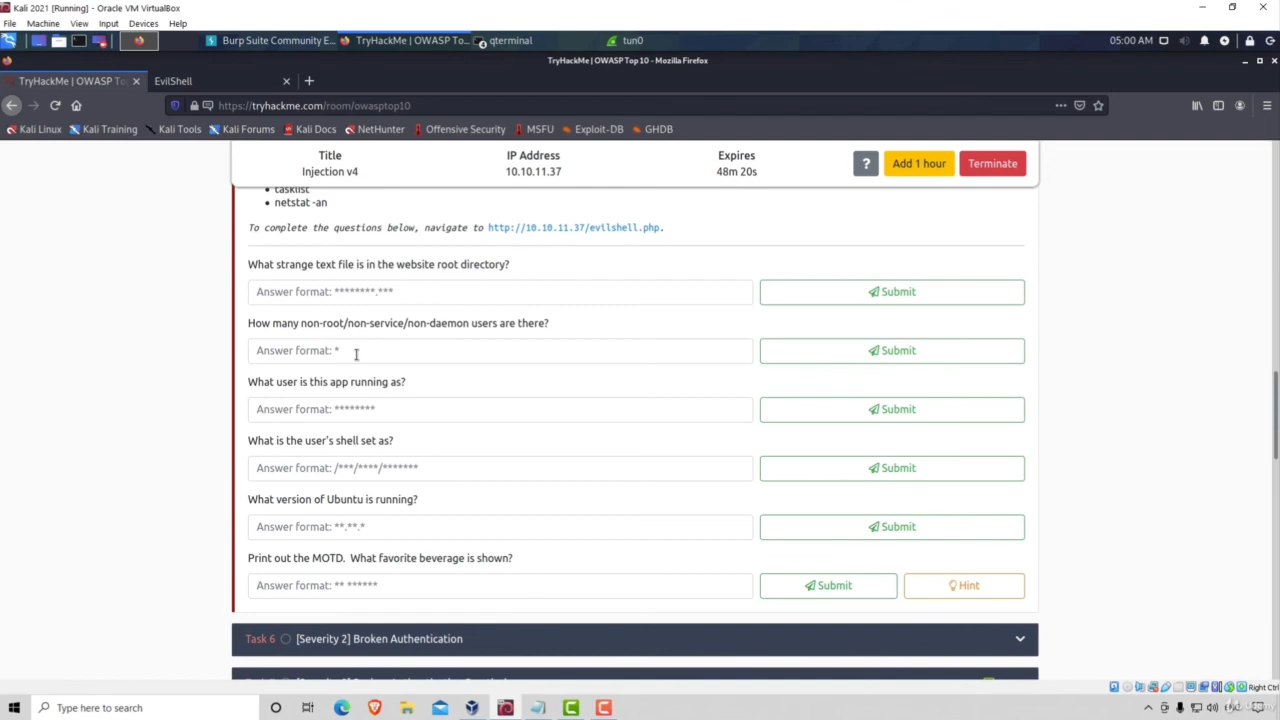 Kali 2021 [Running] - Oracle VM VirtualBox
File Machine View Input Devices Help
Burp Suite Community E... TryHackMe | OWASP To... qterminal tun0 05:00 AM
TryHackMe | OWASP Top 10 - Mozilla Firefox
TryHackMe | OWASP To EvilShell
https://tryhackme.com/room/owasptop10
Kali Linux Kali Training Kali Tools Kali Forums Kali Docs NetHunter Offensive Security MSFU Exploit-DB GHDB
Title IP Address Expires
Injection v4 10.10.11.37 48m 20s ? Add 1 hour Terminate
• tasklist
• netstat -an
To complete the questions below, navigate to http://10.10.11.37/evilshell.php.
What strange text file is in the website root directory?
Answer format: ********.*** Submit
How many non-root/non-service/non-daemon users are there?
Answer format: * Submit
What user is this app running as?
Answer format: ******** Submit
What is the user's shell set as?
Answer format: /***/****/******* Submit
What version of Ubuntu is running?
Answer format: **.**.* Submit
Print out the MOTD. What favorite beverage is shown?
Answer format: ** ****** Submit Hint
Task 6 [Severity 2] Broken Authentication
Right Ctrl
Type here to search